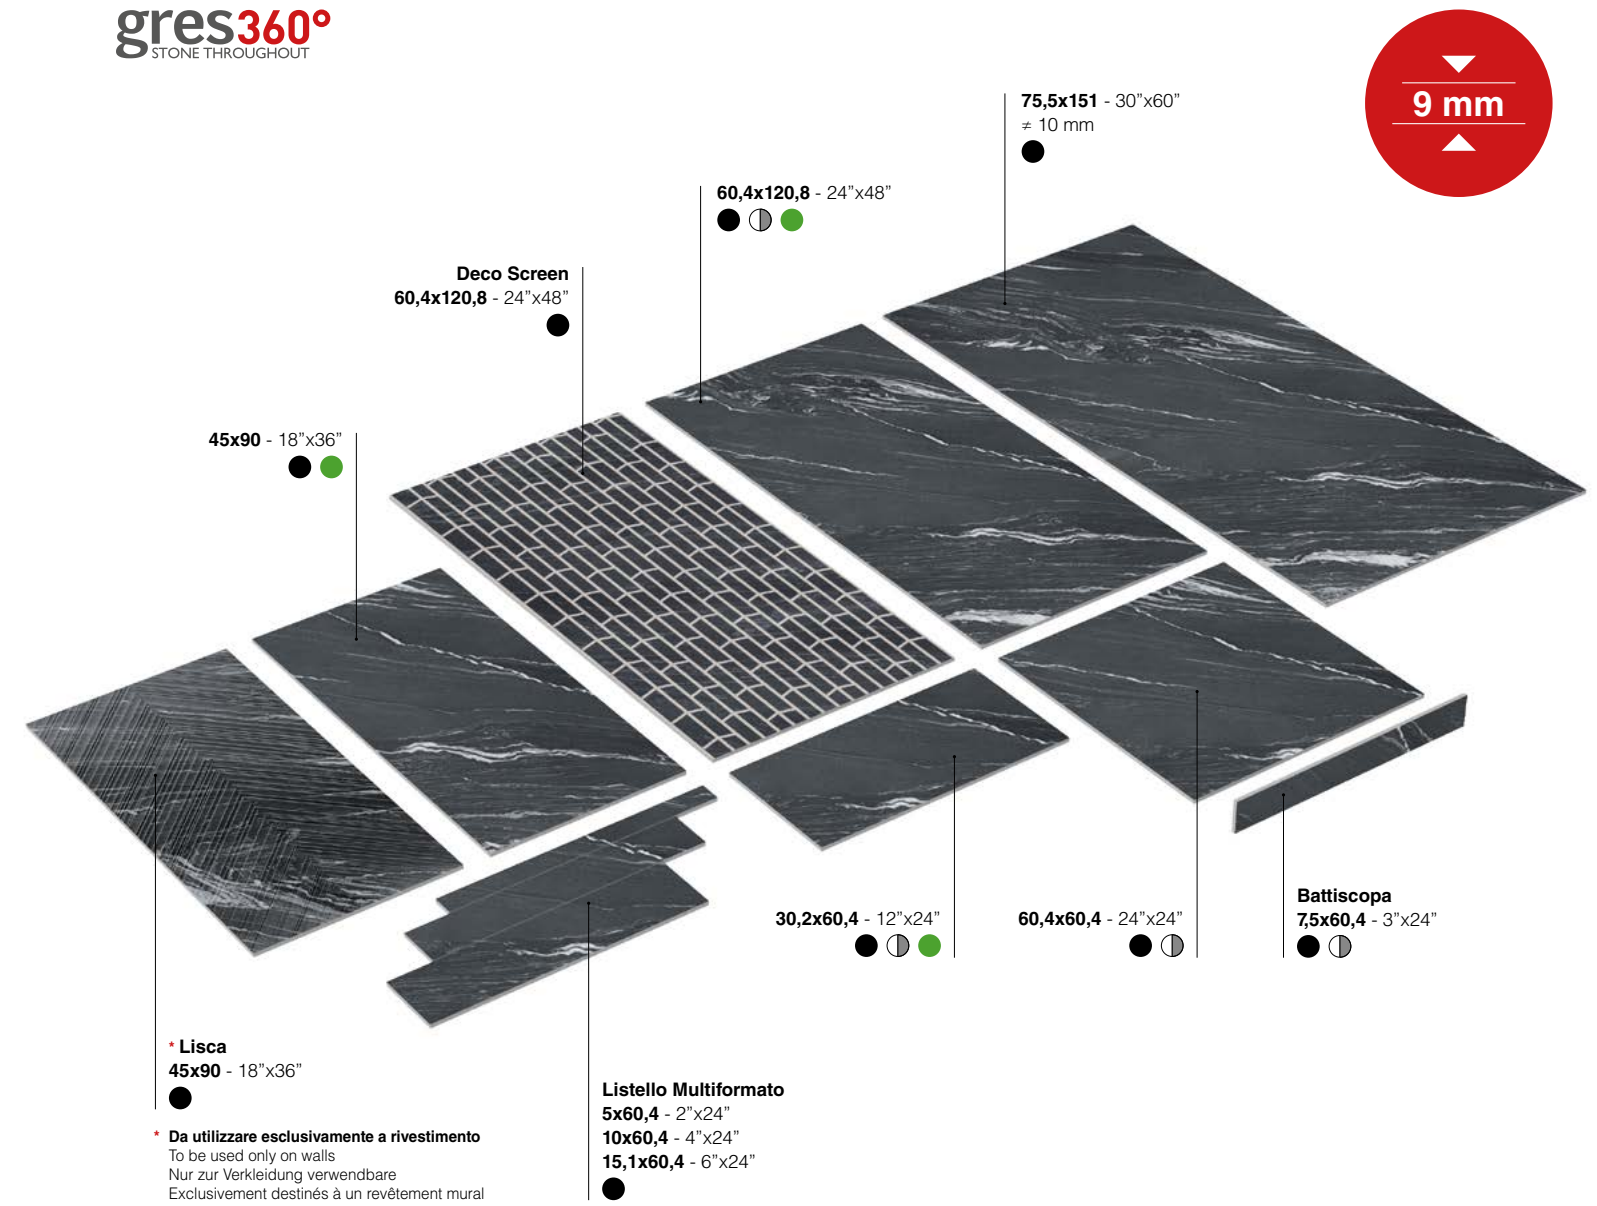 gres360°
STONE THROUGHOUT
9 mm
75,5x151 - 30”x60”
≠ 10 mm
60,4x120,8 - 24”x48”
Deco Screen
60,4x120,8 - 24”x48”
45x90 - 18”x36”
30,2x60,4 - 12”x24”
60,4x60,4 - 24”x24”
Battiscopa
7,5x60,4 - 3”x24”
* Lisca
45x90 - 18”x36”
Listello Multiformato
5x60,4 - 2”x24”
10x60,4 - 4”x24”
15,1x60,4 - 6”x24”
* Da utilizzare esclusivamente a rivestimento
To be used only on walls
Nur zur Verkleidung verwendbare
Exclusivement destinés à un revêtement mural